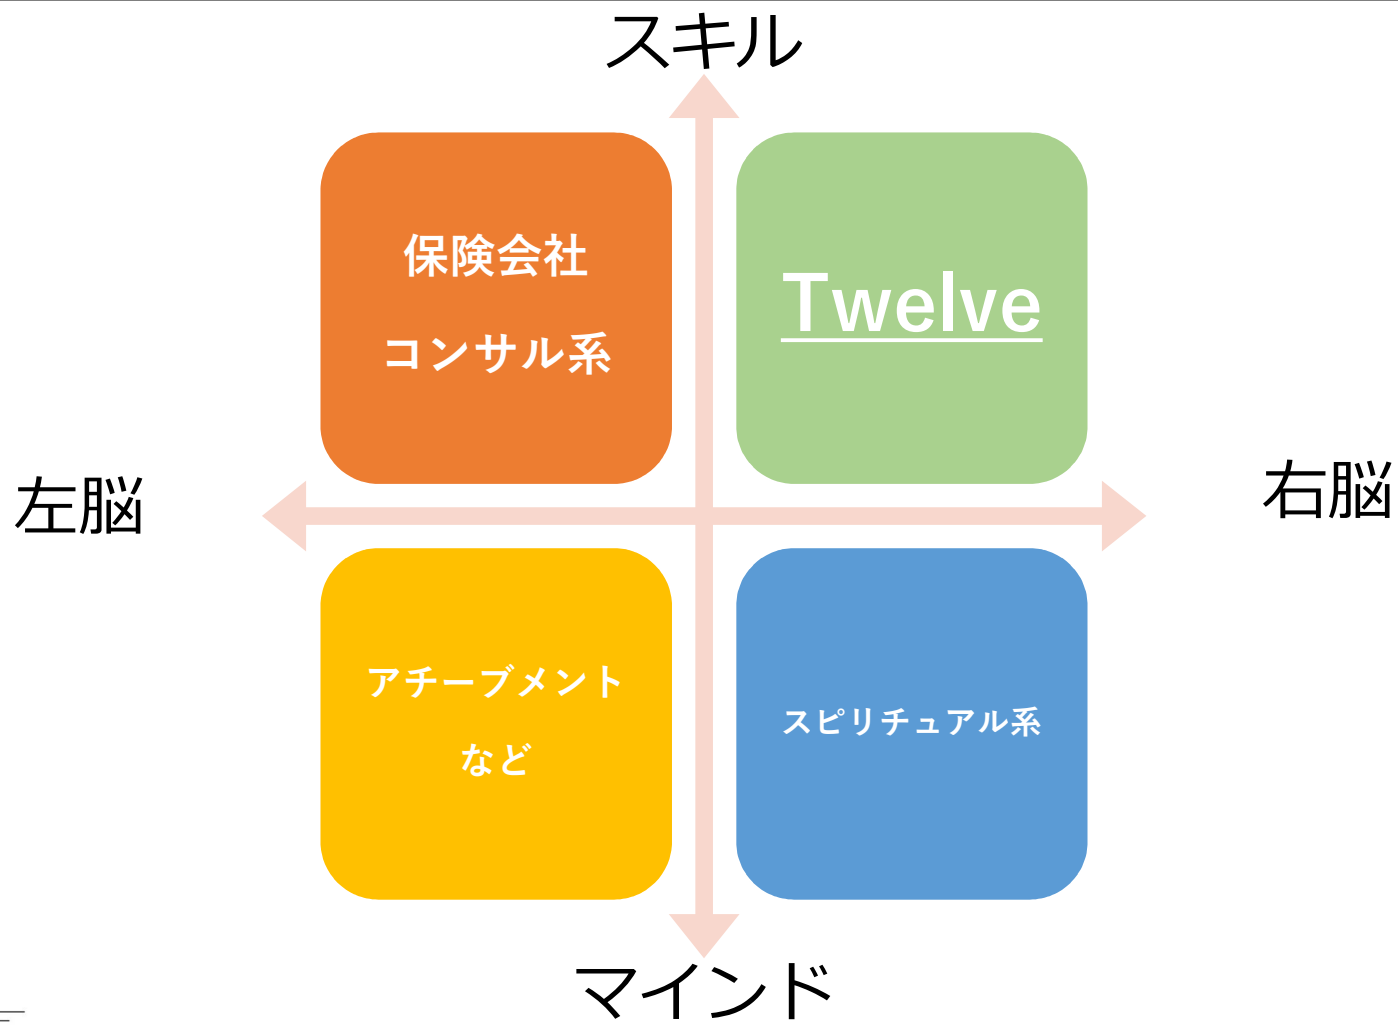 スキル
保険会社
コンサル系
Twelve
左脳
右脳
アチーブメント
など
スピリチュアル系
マインド